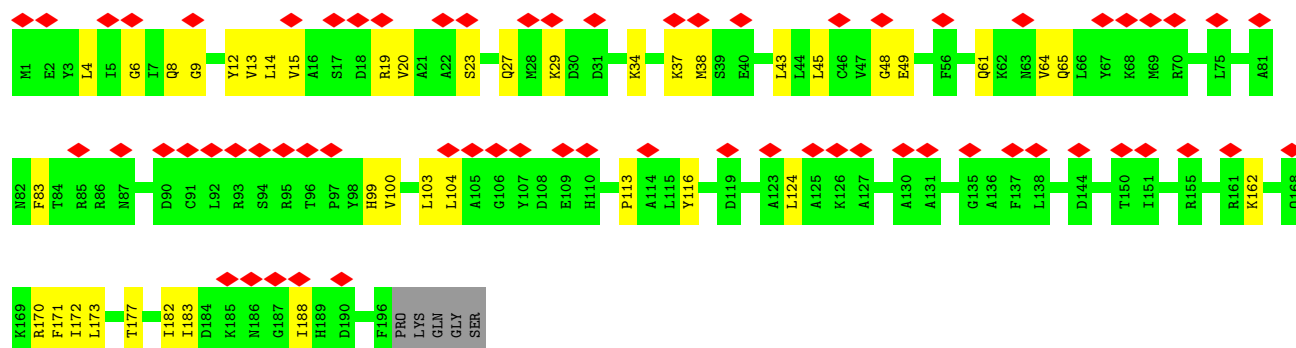 M1 E2 Y3 L4 I5 G6 I7 Q8 G9 Y12 V13 L14 V15 A16 S17 D18 R19 V20 A21 A22 S23 Q27 M28 K29 D30 D31 K34 K37 M38 S39 E40 L43 L44 L45 C46 V47 G48 E49 F56 Q61 K62 N63 V64 Q65 L66 Y67 K68 M69 R70 L75 A81
N82 F83 T84 R85 R86 N87 D90 C91 L92 R93 S94 R95 T96 P97 Y98 H99 V100 L103 L104 A105 G106 Y107 D108 E109 H110 P113 A114 L115 Y116 D119 A123 L124 A125 K126 A127 A130 A131 G135 A136 F137 L138 D144 T150 I151 R155 R161 K162 D168
K169 R170 F171 I172 L173 T177 I182 I183 D184 K185 N186 G187 I188 H189 D190 F196 PRO LYS GLN GLY SER